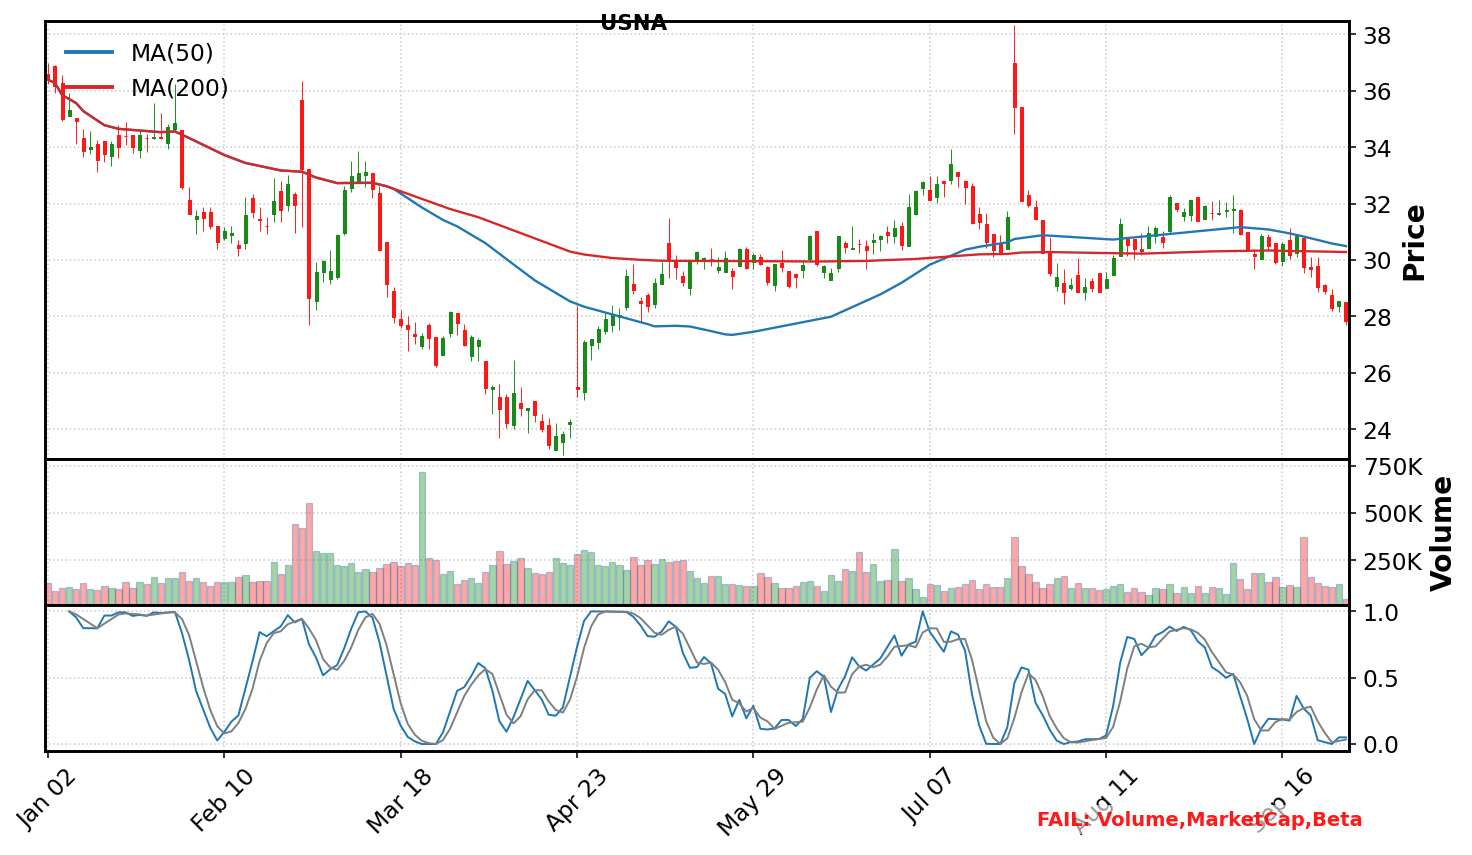 USNA
MA(50)
MA(200)
38
36
34
32
30
28
26
24
Price
750K
500K
250K
Volume
1.0
0.5
0.0
Jan 02
Feb 10
Mar 18
Apr 23
May 29
Jul 07
Aug 11
Sep 16
FAIL: Volume,MarketCap,Beta